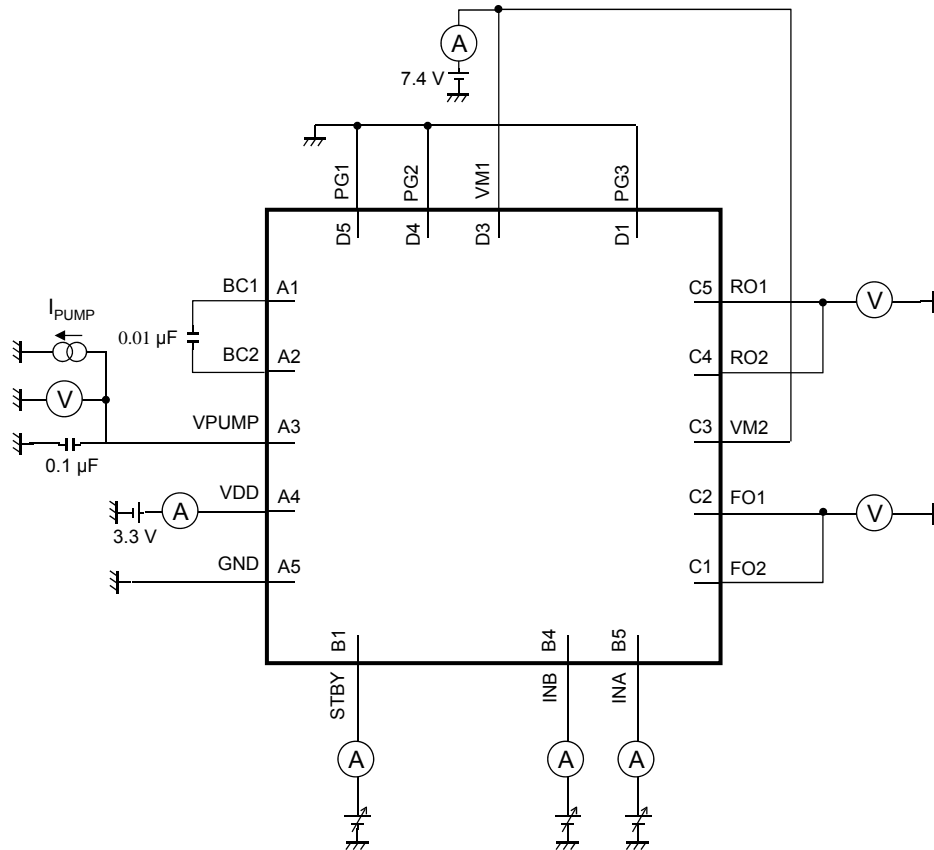 A
7.4 V
PG1
PG2
VM1
PG3
D5
D4
D3
D1
BC1
A1
C5
RO1
V
I_PUMP
0.01 µF
BC2
A2
C4
RO2
V
VPUMP
A3
C3
VM2
0.1 µF
VDD
A4
C2
FO1
V
A
3.3 V
GND
A5
C1
FO2
B1
B4
B5
STBY
INB
INA
A
A
A